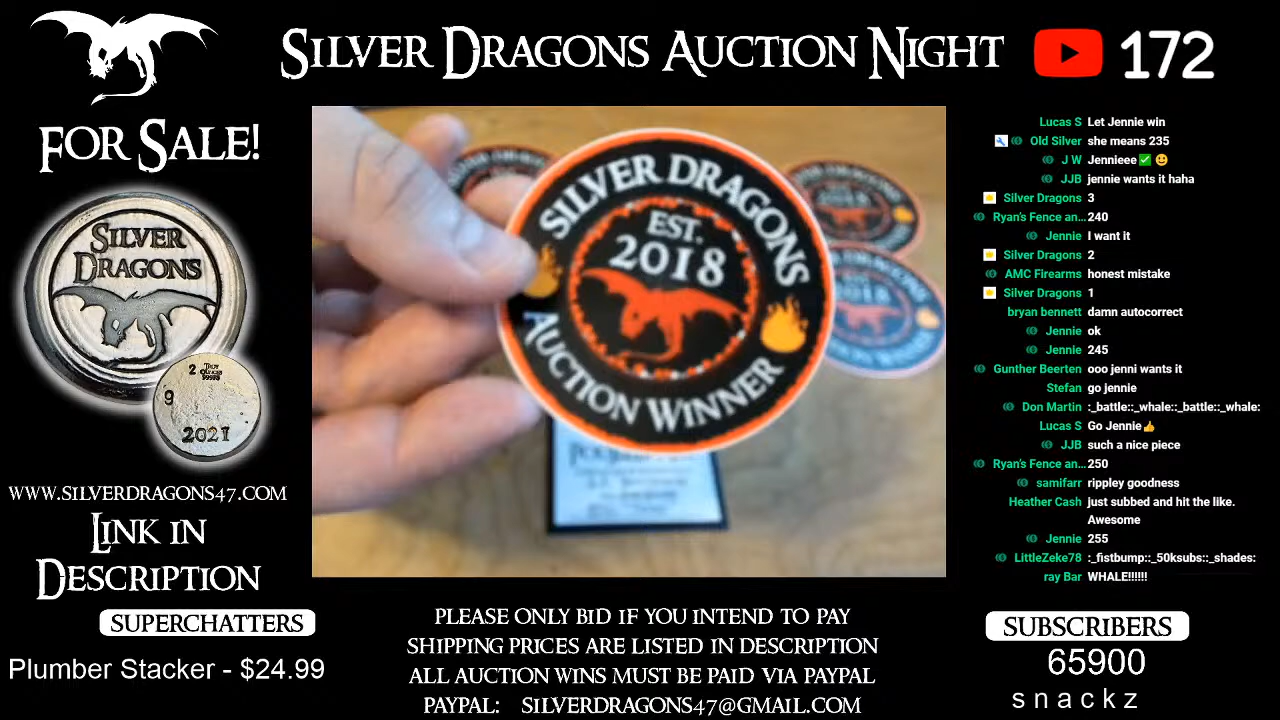 SILVER DRAGONS AUCTION NIGHT
172
FOR SALE!
SILVER
DRAGONS
2 TROY
OUNCES
9
2021
WWW.SILVERDRAGONS47.COM
LINK IN
DESCRIPTION
SUPERCHATTERS
Plumber Stacker - $24.99
SILVER DRAGONS
EST.
2018
AUCTION WINNER
PLEASE ONLY BID IF YOU INTEND TO PAY
SHIPPING PRICES ARE LISTED IN DESCRIPTION
ALL AUCTION WINS MUST BE PAID VIA PAYPAL
PAYPAL: SILVERDRAGONS47@GMAIL.COM
Lucas S Let Jennie win
Old Silver she means 235
J W Jennieee
JJB jennie wants it haha
Silver Dragons 3
Ryan's Fence an... 240
Jennie I want it
Silver Dragons 2
AMC Firearms honest mistake
Silver Dragons 1
bryan bennett damn autocorrect
Jennie ok
Jennie 245
Gunther Beerten ooo jenni wants it
Stefan go jennie
Don Martin :_battle::_whale::_battle::_whale:
Lucas S Go Jennie
JJB such a nice piece
Ryan's Fence an... 250
samifarr rippley goodness
Heather Cash just subbed and hit the like.
Awesome
Jennie 255
LittleZeke78 :_fistbump::_50ksubs::_shades:
ray Bar WHALE!!!!!!
SUBSCRIBERS
65900
snackz